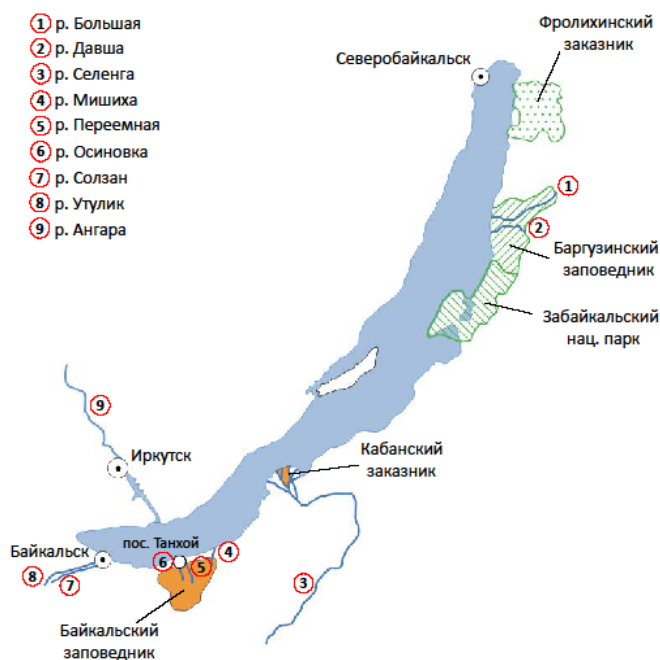 1 р. Большая
2 р. Давша
3 р. Селенга
4 р. Мишиха
5 р. Переемная
6 р. Осиновка
7 р. Солзан
8 р. Утулик
9 р. Ангара
Фролихинский
заказник
Северобайкальск
1
2
Баргузинский
заповедник
Забайкальский
нац. парк
9
Иркутск
Кабанский
заказник
пос. Танхой
Байкальск
4
6
5
8
7
3
Байкальский
заповедник